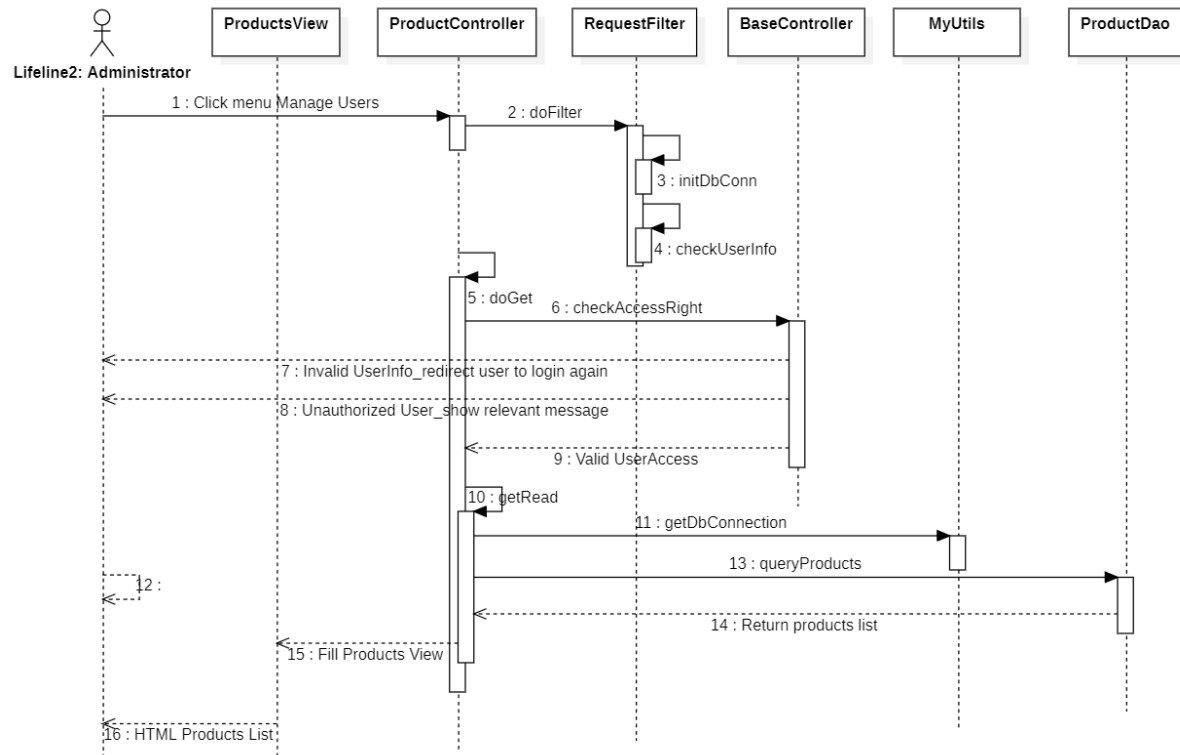 ProductsView
ProductController
RequestFilter
BaseController
MyUtils
ProductDao
Lifeline2: Administrator
1 : Click menu Manage Users
2 : doFilter
3 : initDbConn
4 : checkUserInfo
5 : doGet
6 : checkAccessRight
7 : Invalid UserInfo_redirect user to login again
8 : Unauthorized User_show relevant message
9 : Valid UserAccess
10 : getRead
11 : getDbConnection
12 :
13 : queryProducts
14 : Return products list
15 : Fill Products View
16 : HTML Products List